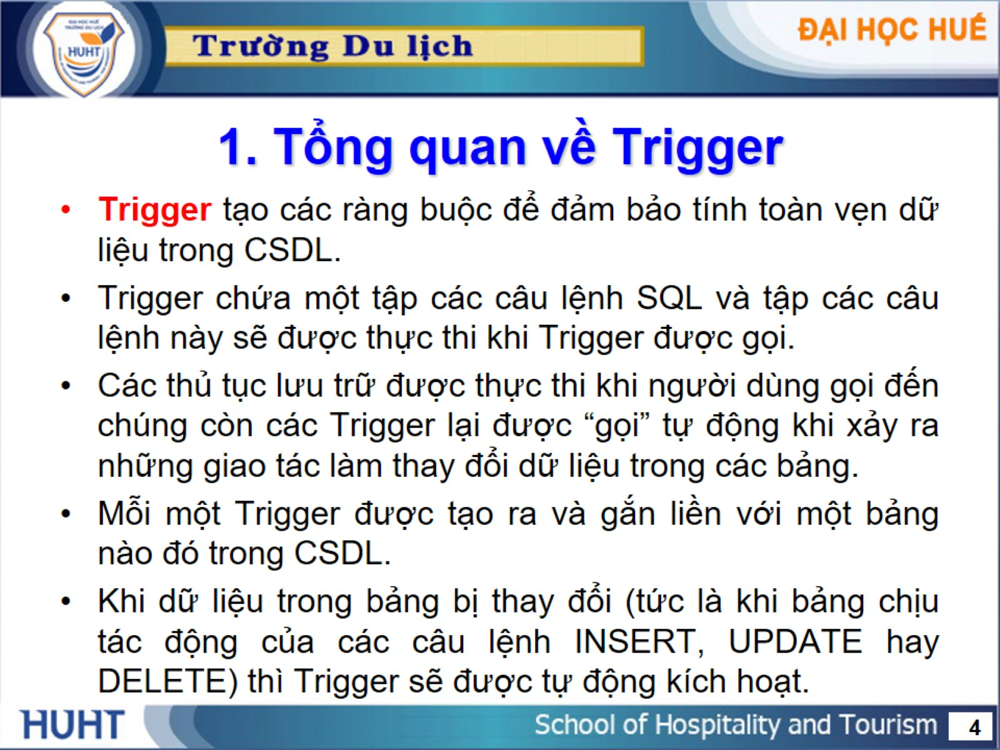 ĐẠI HỌC HUẾ
TRƯỜNG DU LỊCH
HUHT
Trường Du lịch
ĐẠI HỌC HUẾ
1. Tổng quan về Trigger
• Trigger tạo các ràng buộc để đảm bảo tính toàn vẹn dữ
liệu trong CSDL.
• Trigger chứa một tập các câu lệnh SQL và tập các câu
lệnh này sẽ được thực thi khi Trigger được gọi.
• Các thủ tục lưu trữ được thực thi khi người dùng gọi đến
chúng còn các Trigger lại được “gọi” tự động khi xảy ra
những giao tác làm thay đổi dữ liệu trong các bảng.
• Mỗi một Trigger được tạo ra và gắn liền với một bảng
nào đó trong CSDL.
• Khi dữ liệu trong bảng bị thay đổi (tức là khi bảng chịu
tác động của các câu lệnh INSERT, UPDATE hay
DELETE) thì Trigger sẽ được tự động kích hoạt.
HUHT
School of Hospitality and Tourism
4